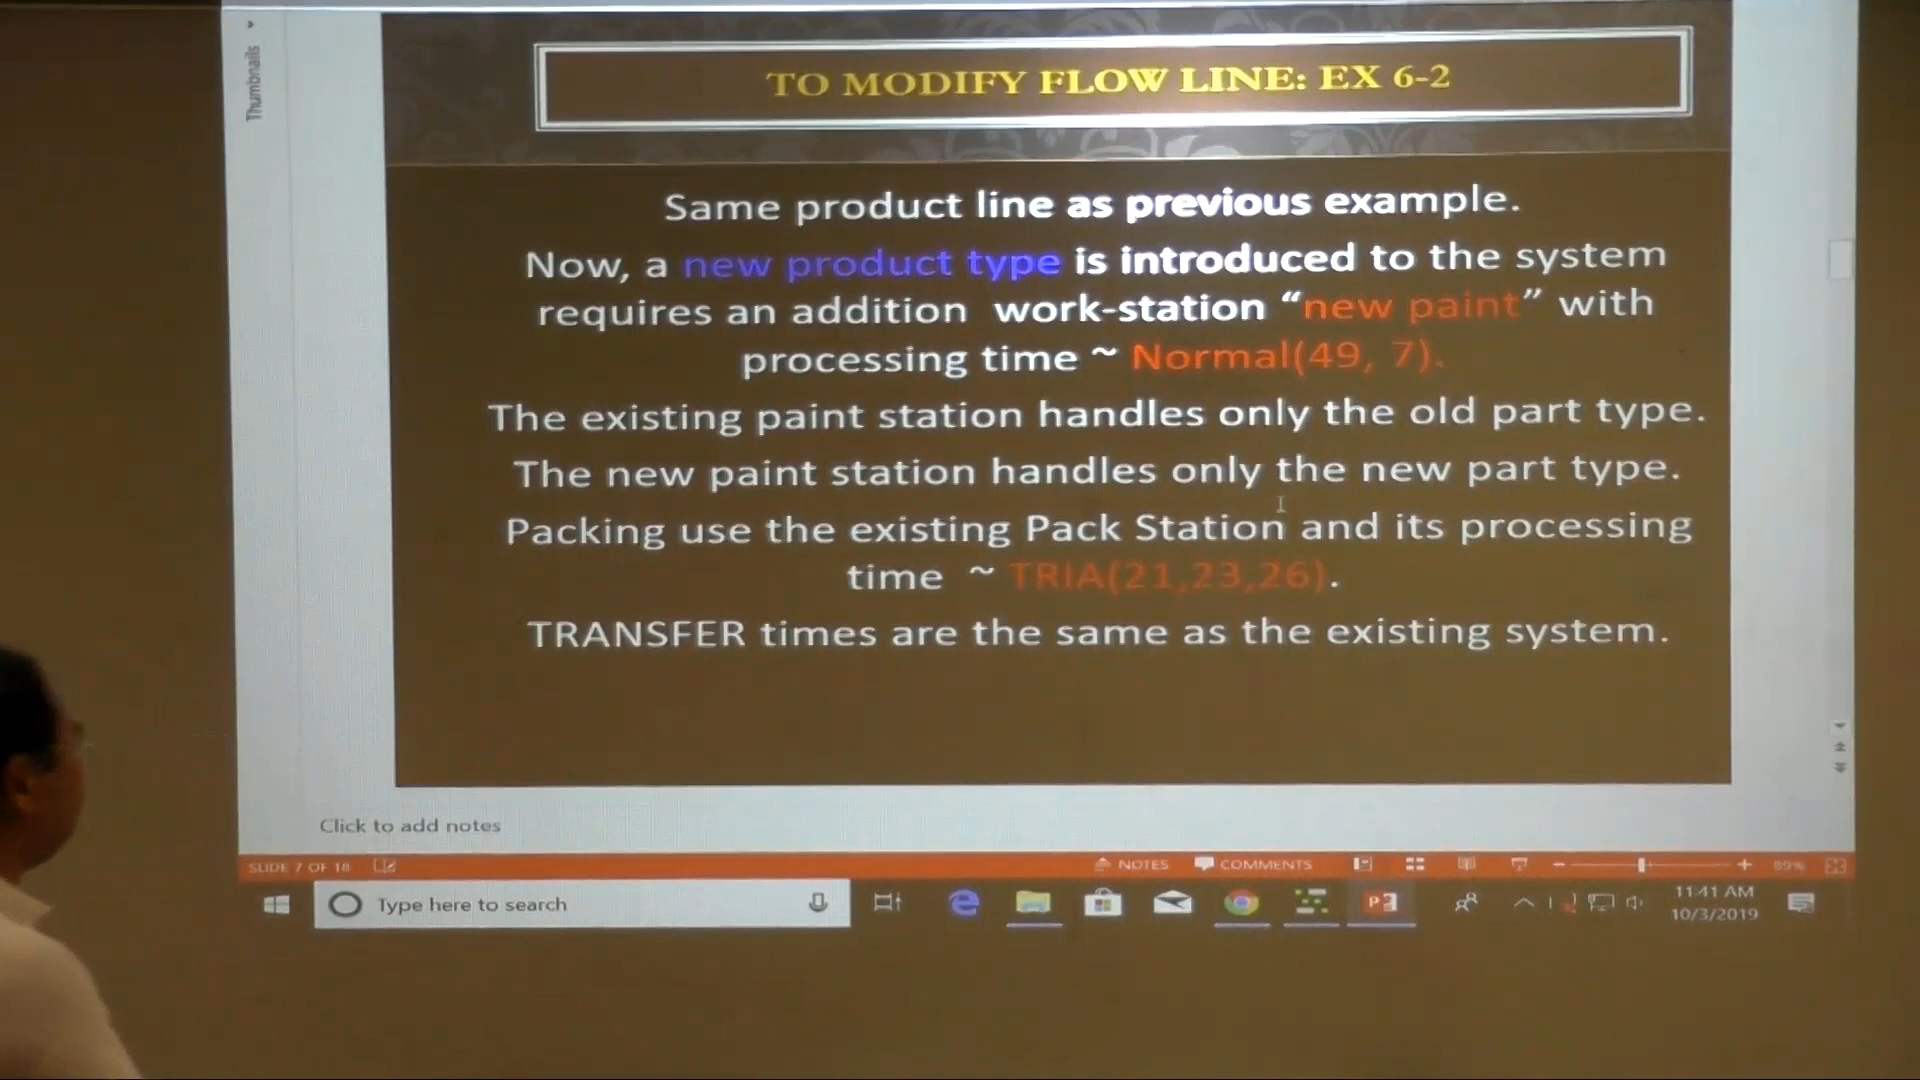 Thumbnails
TO MODIFY FLOW LINE: EX 6-2
Same product line as previous example.
Now, a new product type is introduced to the system
requires an addition work-station “new paint” with
processing time ~ Normal(49, 7).
The existing paint station handles only the old part type.
The new paint station handles only the new part type.
Packing use the existing Pack Station and its processing
time ~ TRIA(21,23,26).
TRANSFER times are the same as the existing system.
Click to add notes
SLIDE 7 OF 18 NOTES COMMENTS 89%
Type here to search
11:41 AM
10/3/2019